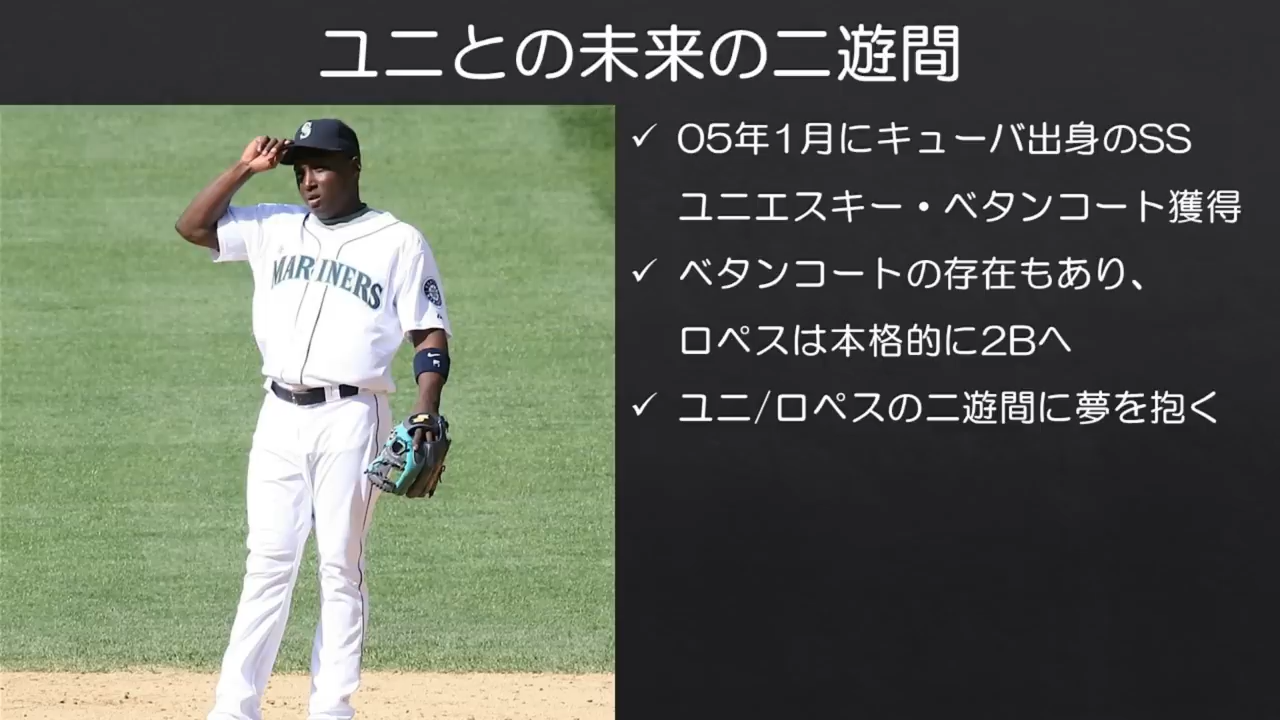 ユニとの未来の二遊間
✓ 05年1月にキューバ出身のSS
ユニエスキー・ベタンコート獲得
✓ ベタンコートの存在もあり、
ロペスは本格的に2Bへ
✓ ユニ/ロペスの二遊間に夢を抱く
S
MARINERS